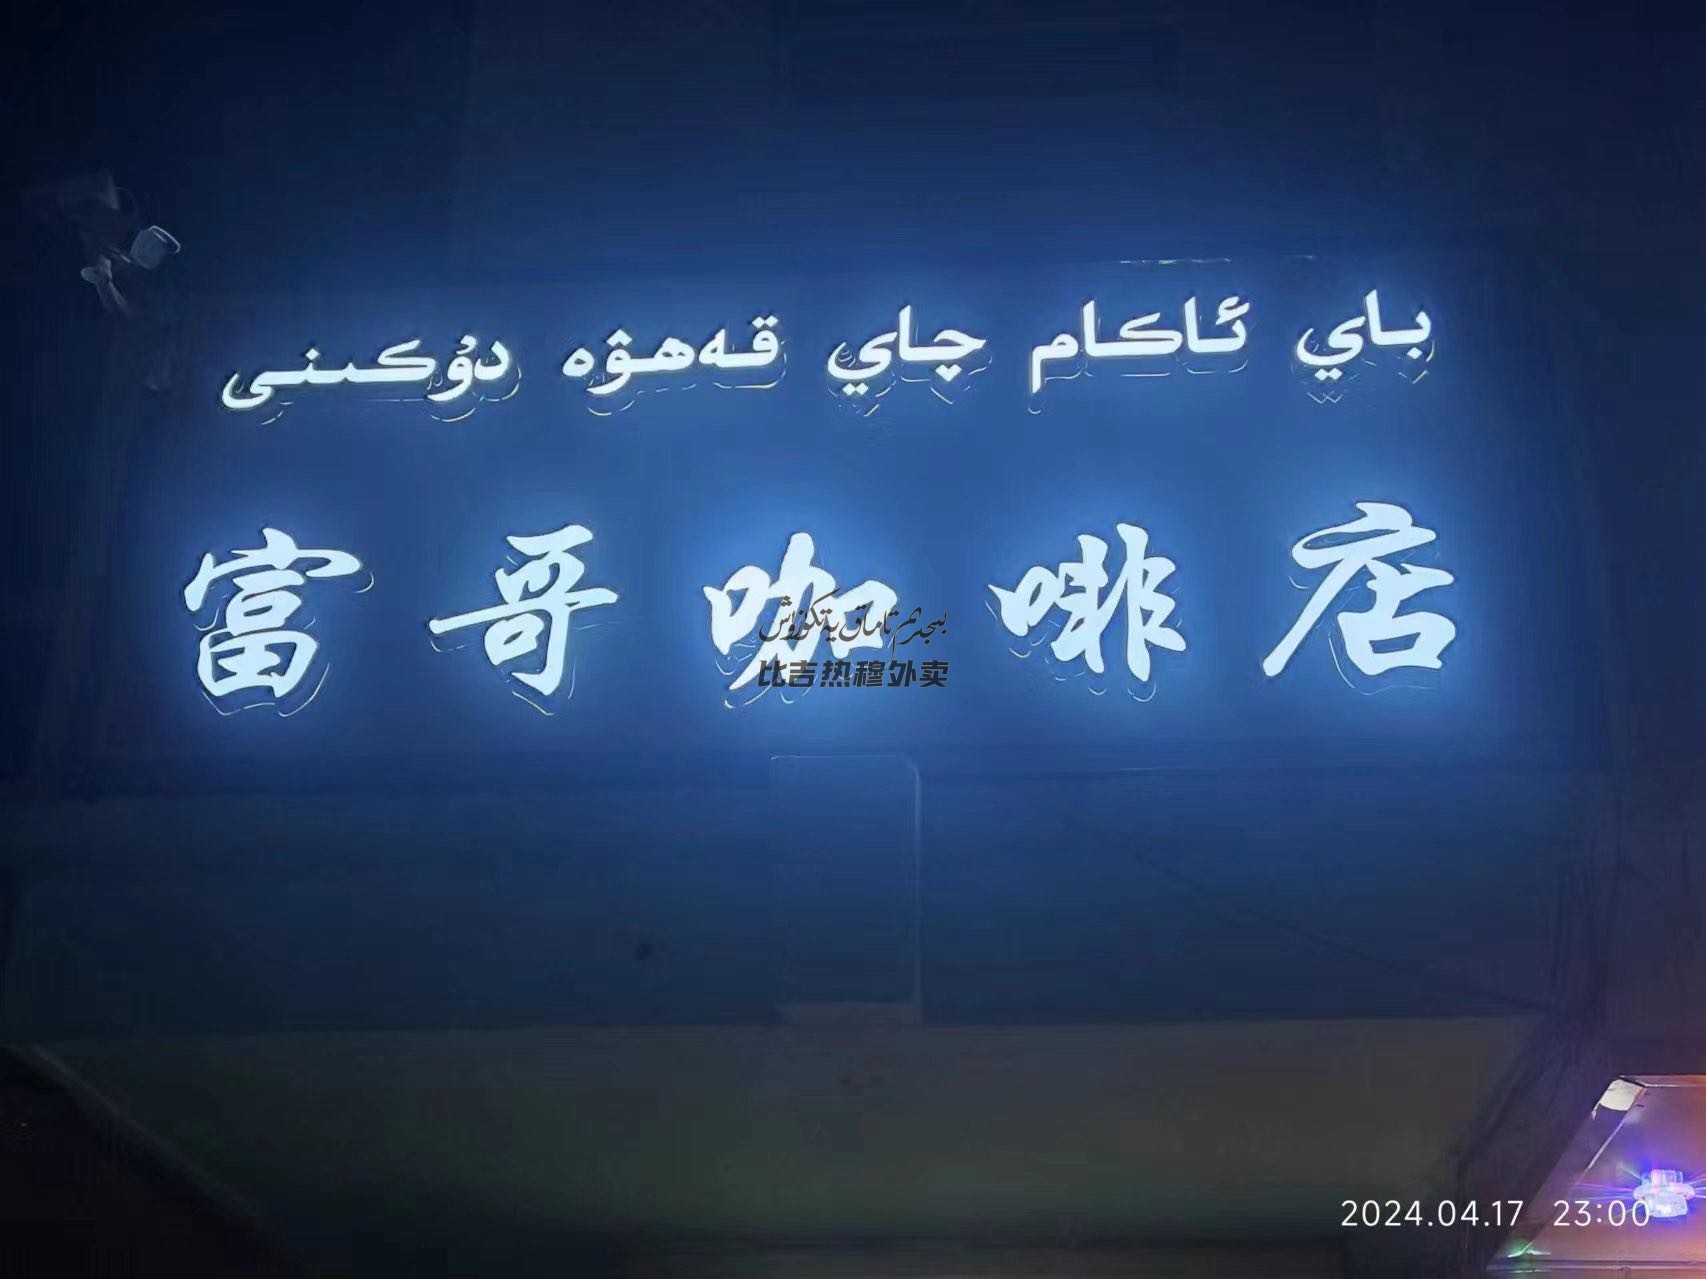 باي ئاكام چاي قەھۋە دۇكىنى
富哥咖啡店
比吉热穆外卖
2024.04.17 23:00